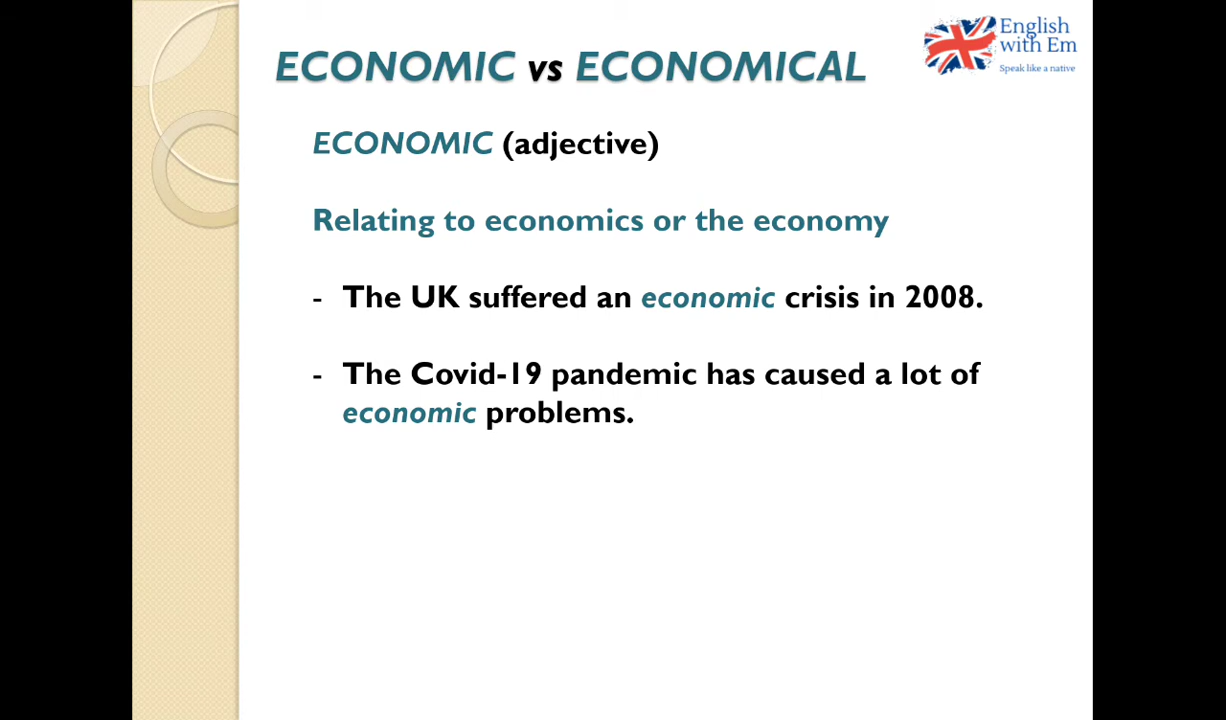 ECONOMIC vs ECONOMICAL
English
with Em
Speak like a native
ECONOMIC (adjective)
Relating to economics or the economy
- The UK suffered an economic crisis in 2008.
- The Covid-19 pandemic has caused a lot of
economic problems.